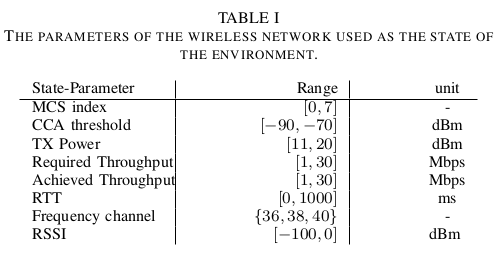 TABLE I
THE PARAMETERS OF THE WIRELESS NETWORK USED AS THE STATE OF
THE ENVIRONMENT.
State-Parameter Range unit
MCS index [0, 7] -
CCA threshold [−90, −70] dBm
TX Power [11, 20] dBm
Required Throughput [1, 30] Mbps
Achieved Throughput [1, 30] Mbps
RTT [0, 1000] ms
Frequency channel {36, 38, 40} -
RSSI [−100, 0] dBm